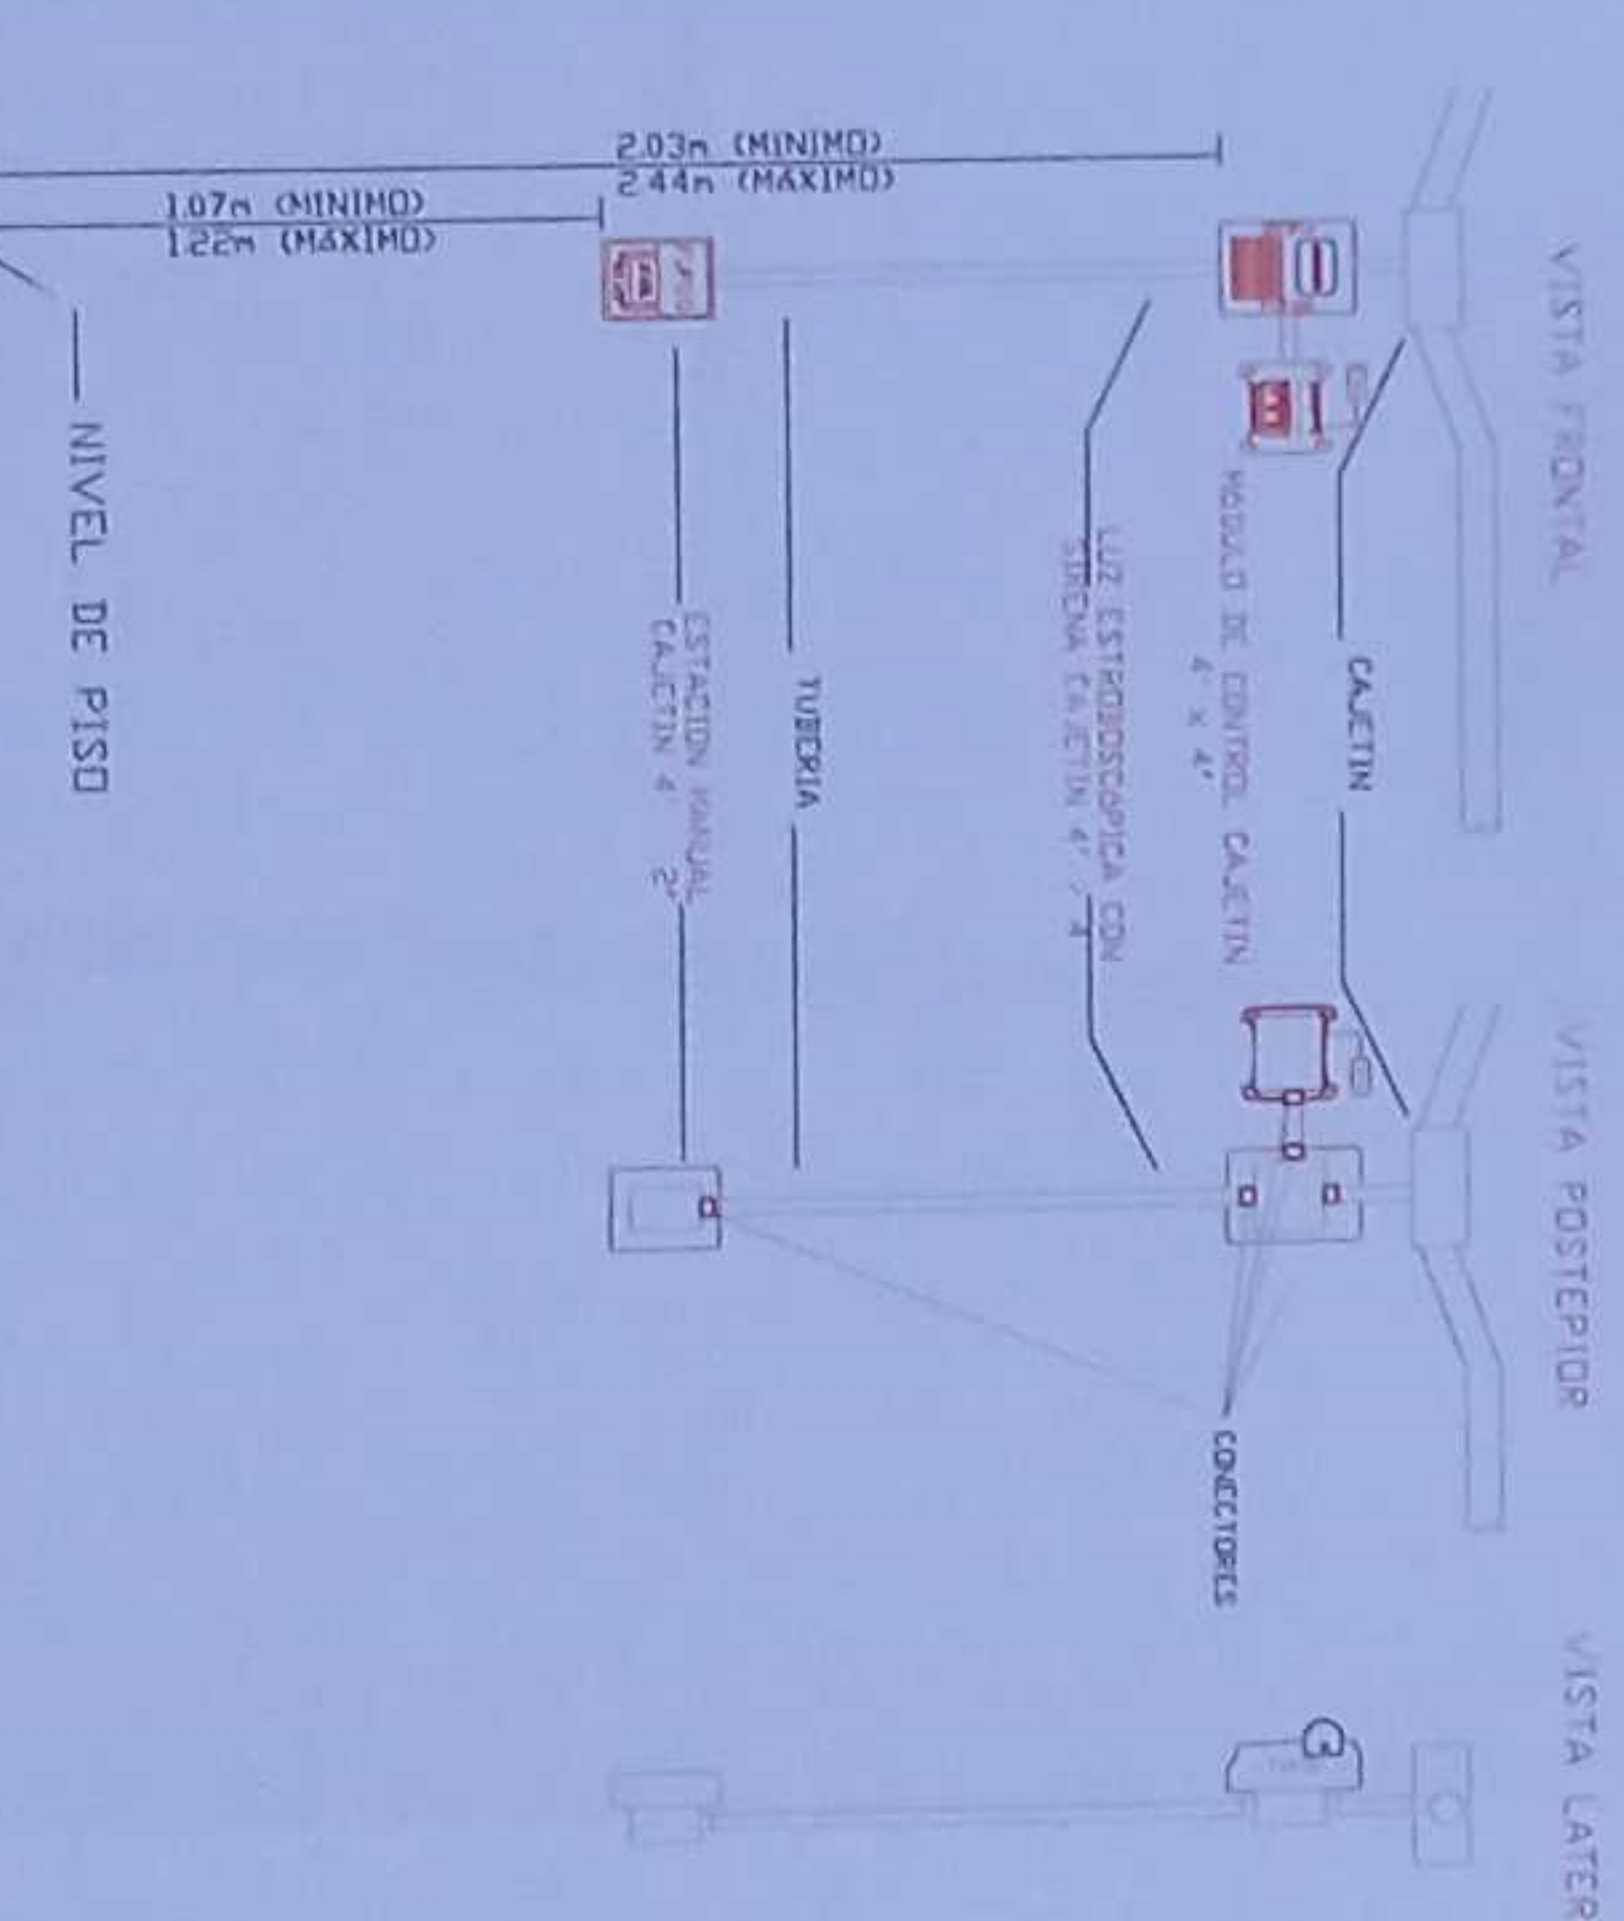 VISTA FRONTAL
VISTA POSTEPIOR
VISTA LATER
CAJETIN
MODULO DE CONTROL CAJETIN
4" x 4"
LUZ ESTROBOSCOPICA CON
SIRENA CAJETIN 4"
CONECTORES
2.03m (MINIMO)
2.44m (MAXIMO)
TUBERIA
ESTACION MANUAL
CAJETIN 4" 2"
1.07m (MINIMO)
1.22m (MAXIMO)
NIVEL DE PISO